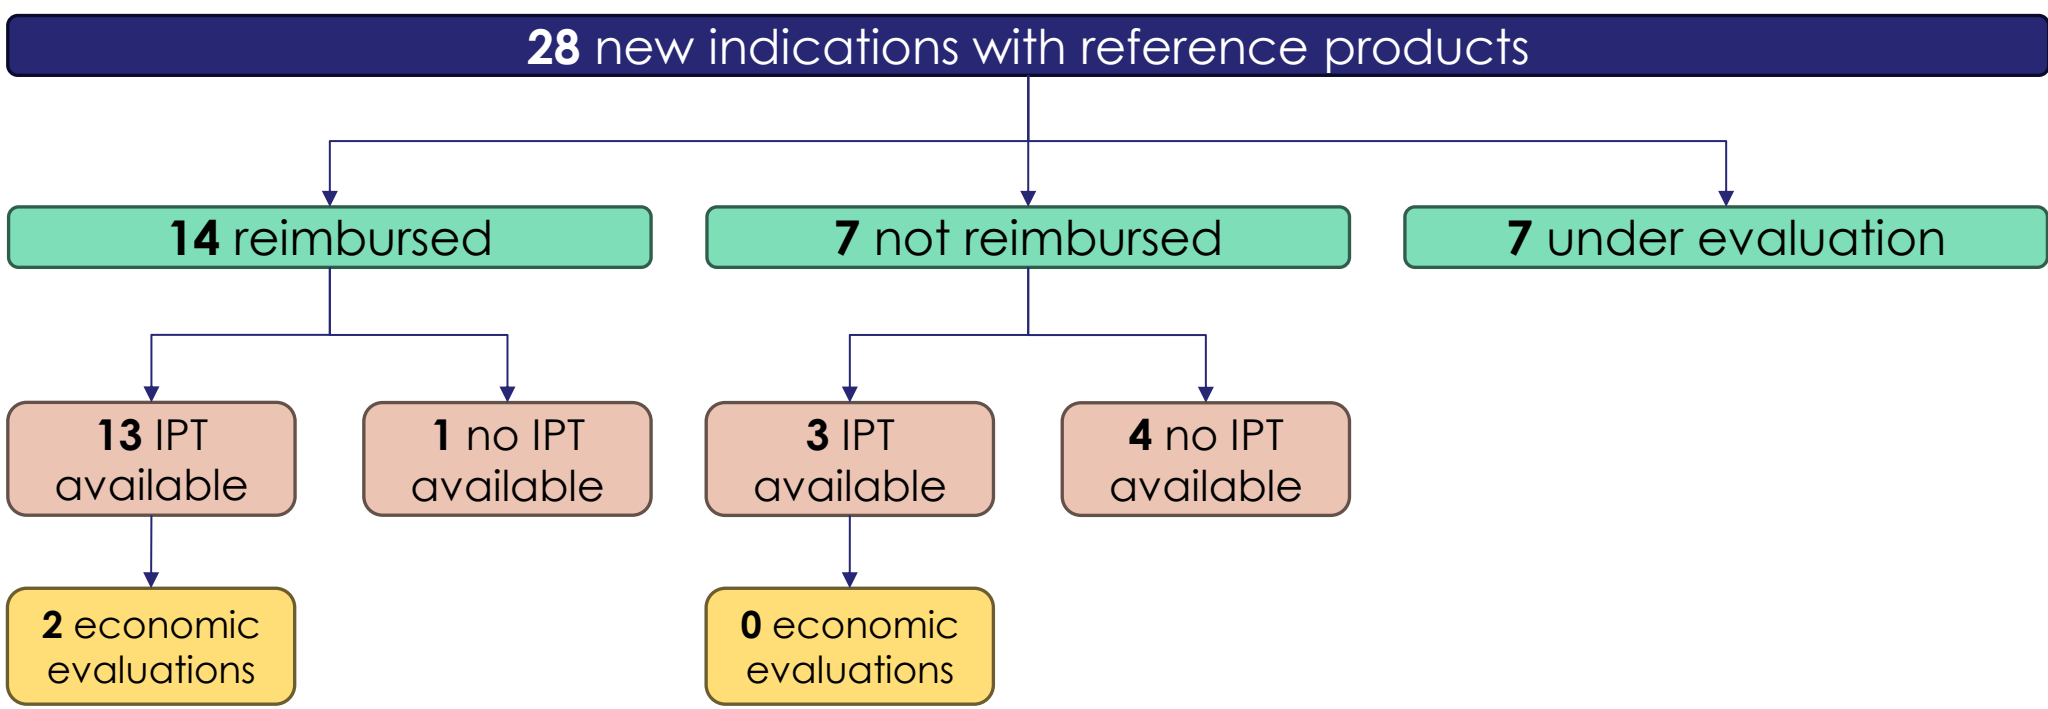 28 new indications with reference products
14 reimbursed
7 not reimbursed
7 under evaluation
13 IPT
available
1 no IPT
available
3 IPT
available
4 no IPT
available
2 economic
evaluations
0 economic
evaluations